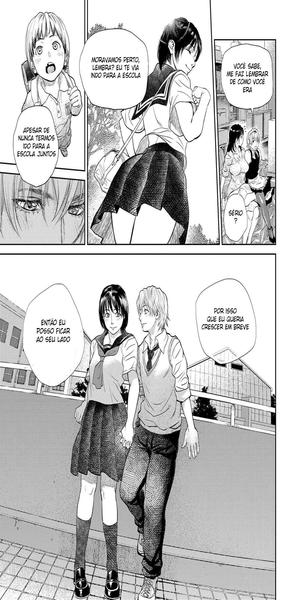 VOCÊ SABE,
ME FAZ LEMBRAR
DE COMO VOCÊ
ERA
SÉRIO
?
MORAVAMOS PERTO,
LEMBRA? EU TE VIA
INDO PARA A ESCOLA
APESAR DE
NUNCA TERMOS
IDO PARA A
ESCOLA JUNTOS
POR ISSO
QUE EU QUERIA
CRESCER EM BREVE
ENTÃO EU
POSSO FICAR
AO SEU LADO